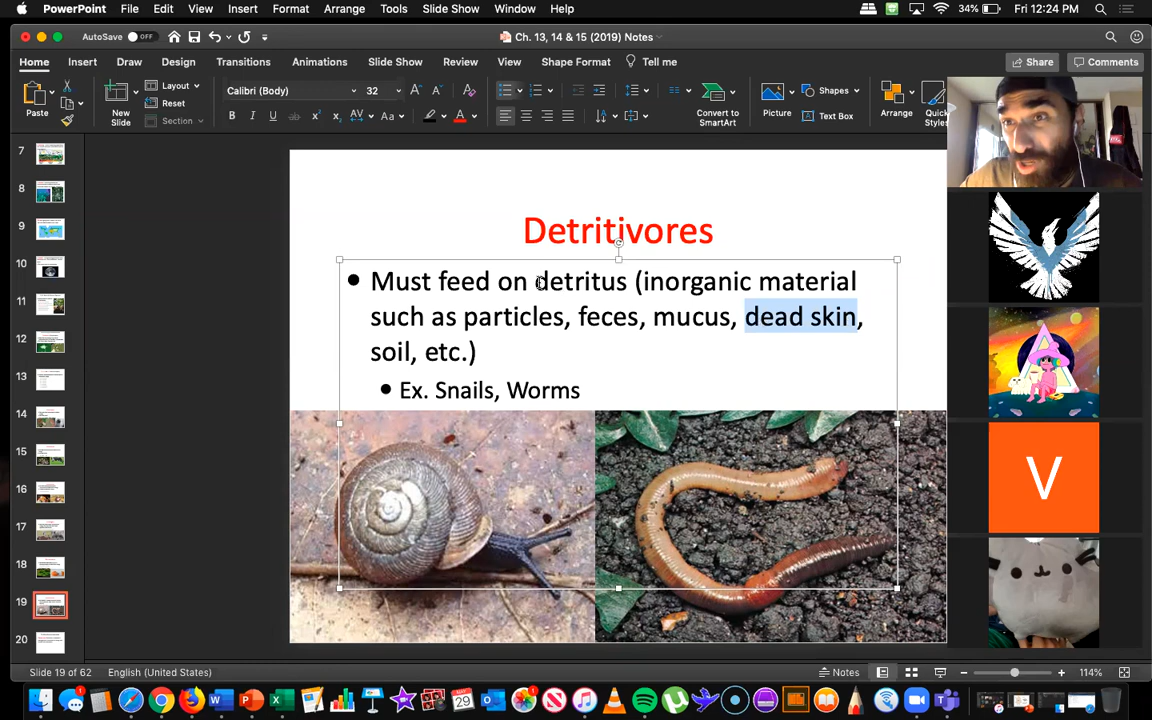 PowerPoint File Edit View Insert Format Arrange Tools Slide Show Window Help 34% Fri 12:24 PM
AutoSave OFF Ch. 13, 14 & 15 (2019) Notes
Home Insert Draw Design Transitions Animations Slide Show Review View Shape Format Tell me Share Comments
Paste New Slide Layout Reset Section Calibri (Body) 32 Convert to SmartArt Picture Shapes Text Box Arrange Quick Styles
B I U ab x x AV Aa A
7
8
9
10
11
12
13
14
15
16
17
18
19
20
Detritivores
Must feed on detritus (inorganic material
such as particles, feces, mucus, dead skin,
soil, etc.)
Ex. Snails, Worms
V
Slide 19 of 62 English (United States) Notes 114%